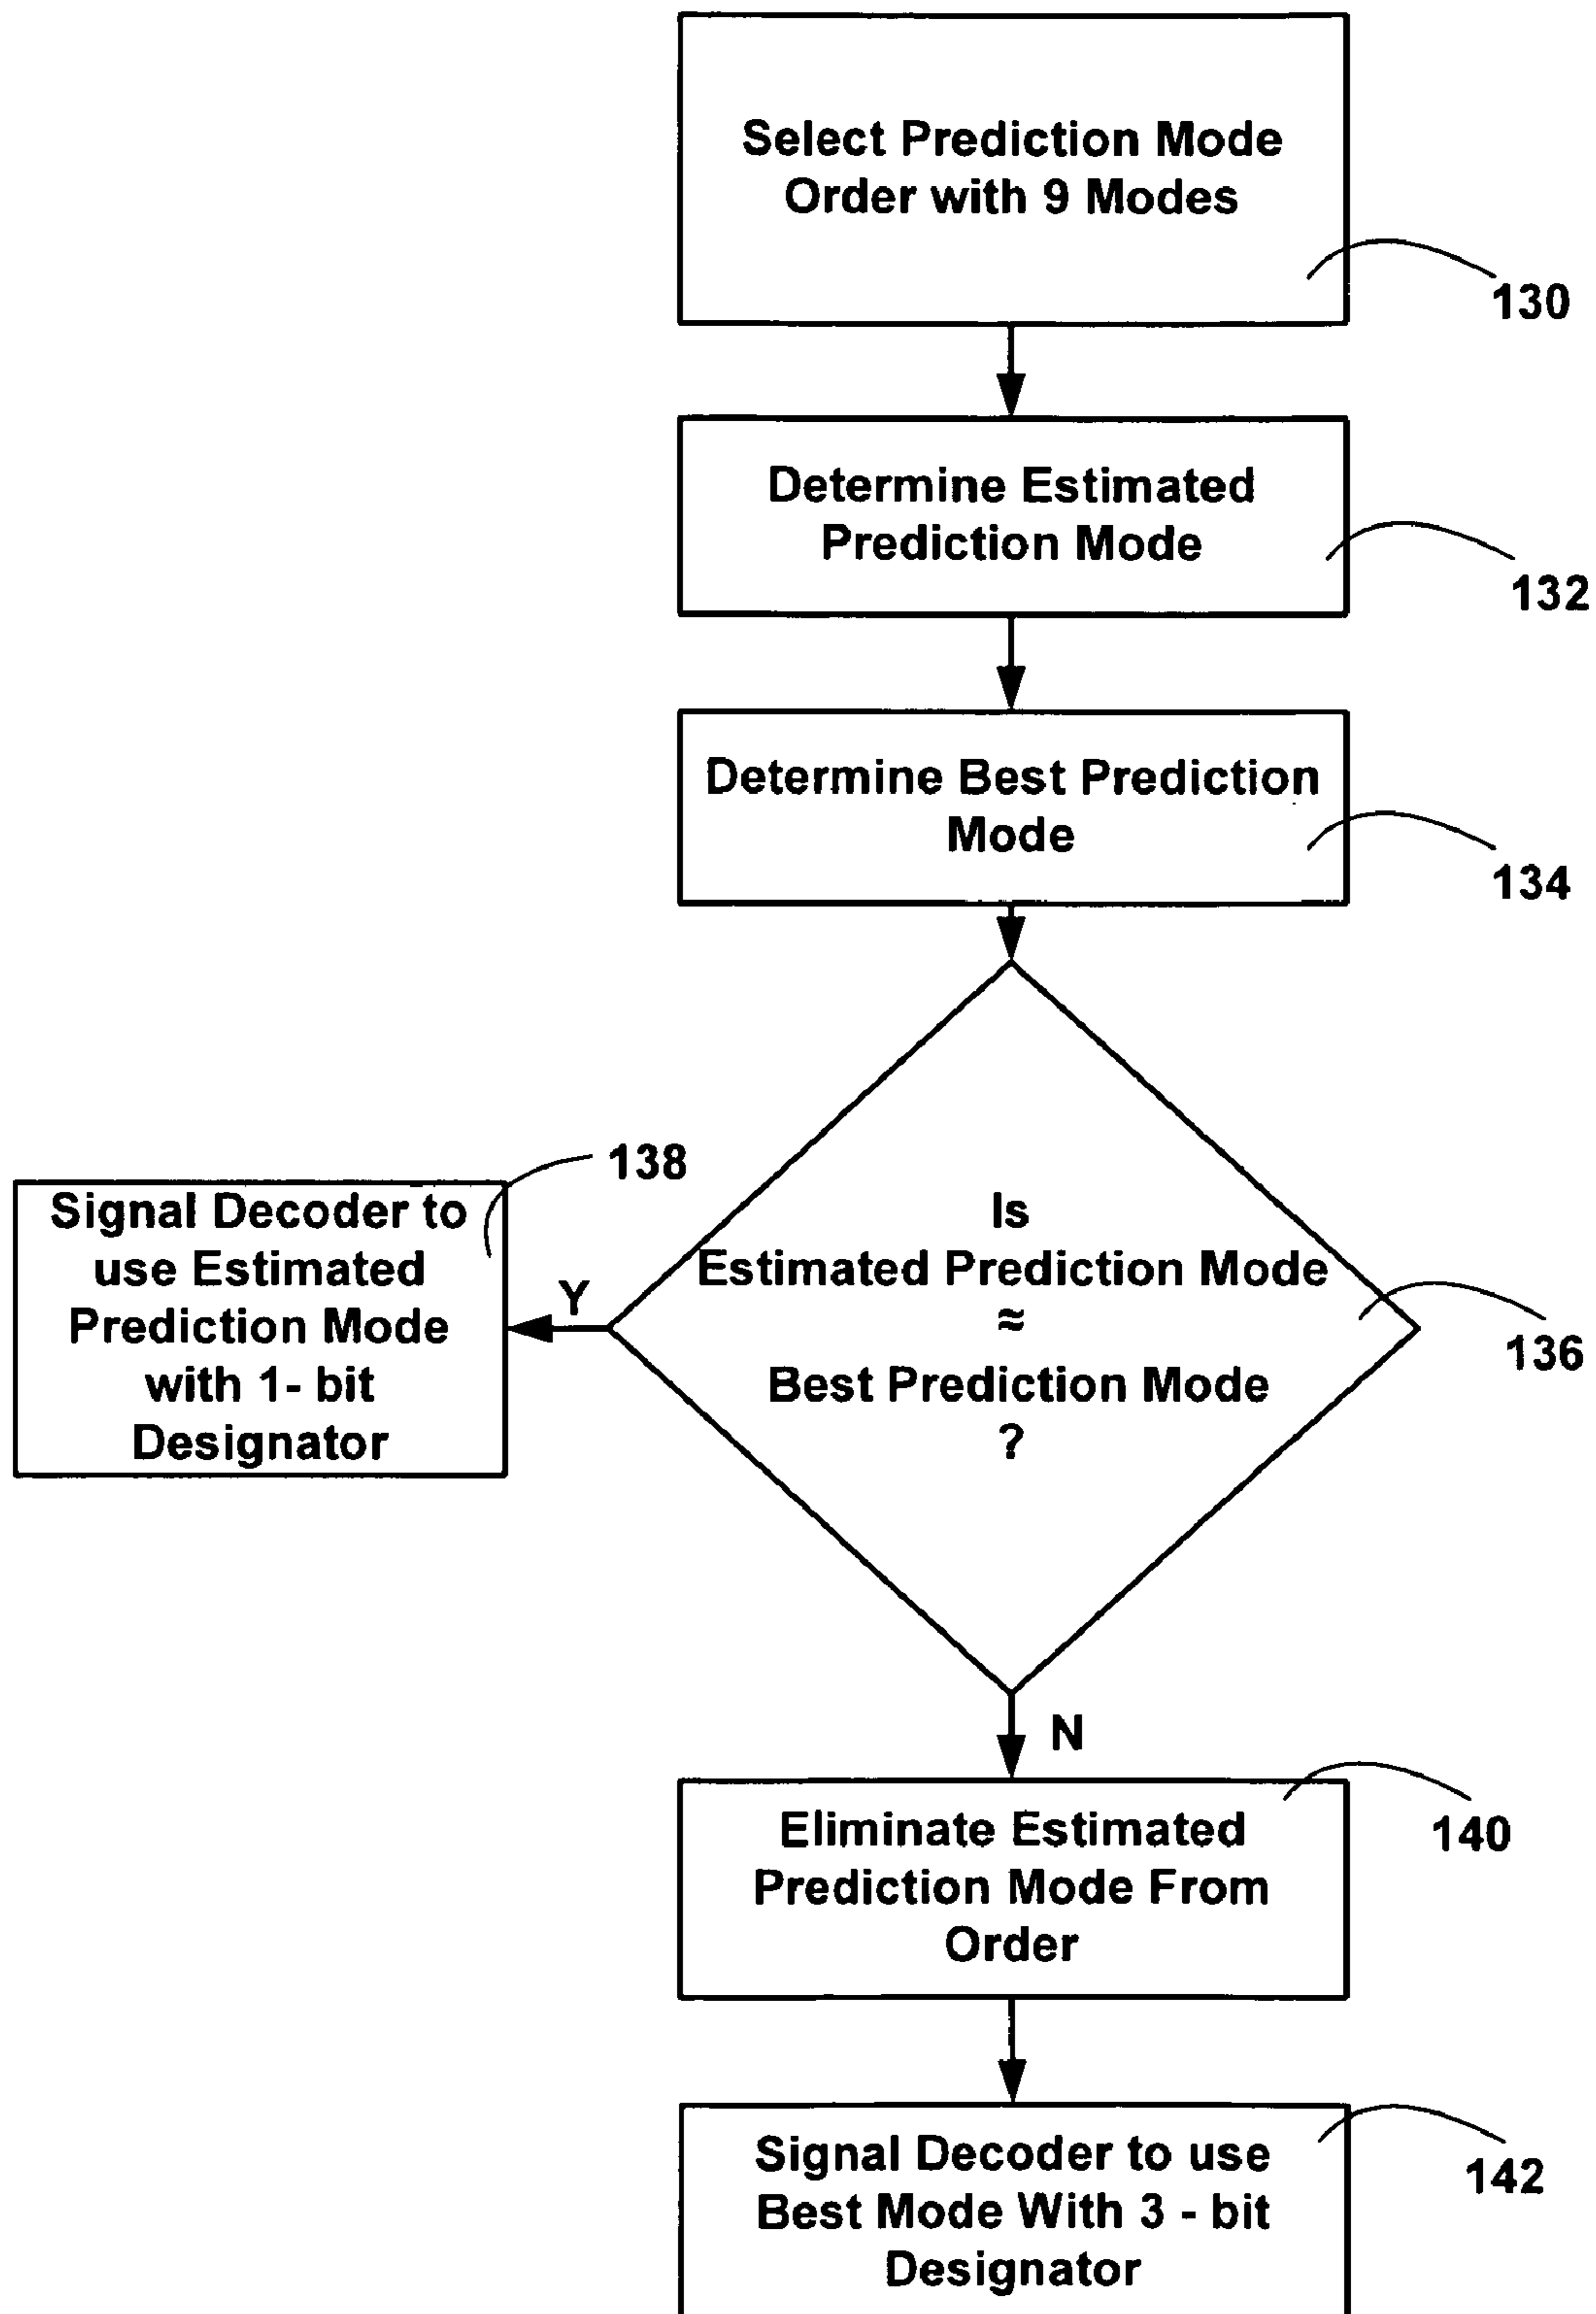 Select Prediction Mode
Order with 9 Modes
130
Determine Estimated
Prediction Mode
132
Determine Best Prediction
Mode
134
138
Signal Decoder to
use Estimated
Prediction Mode
with 1- bit
Designator
Y
Is
Estimated Prediction Mode
≈
Best Prediction Mode
?
136
N
Eliminate Estimated
Prediction Mode From
Order
140
Signal Decoder to use
Best Mode With 3 - bit
Designator
142